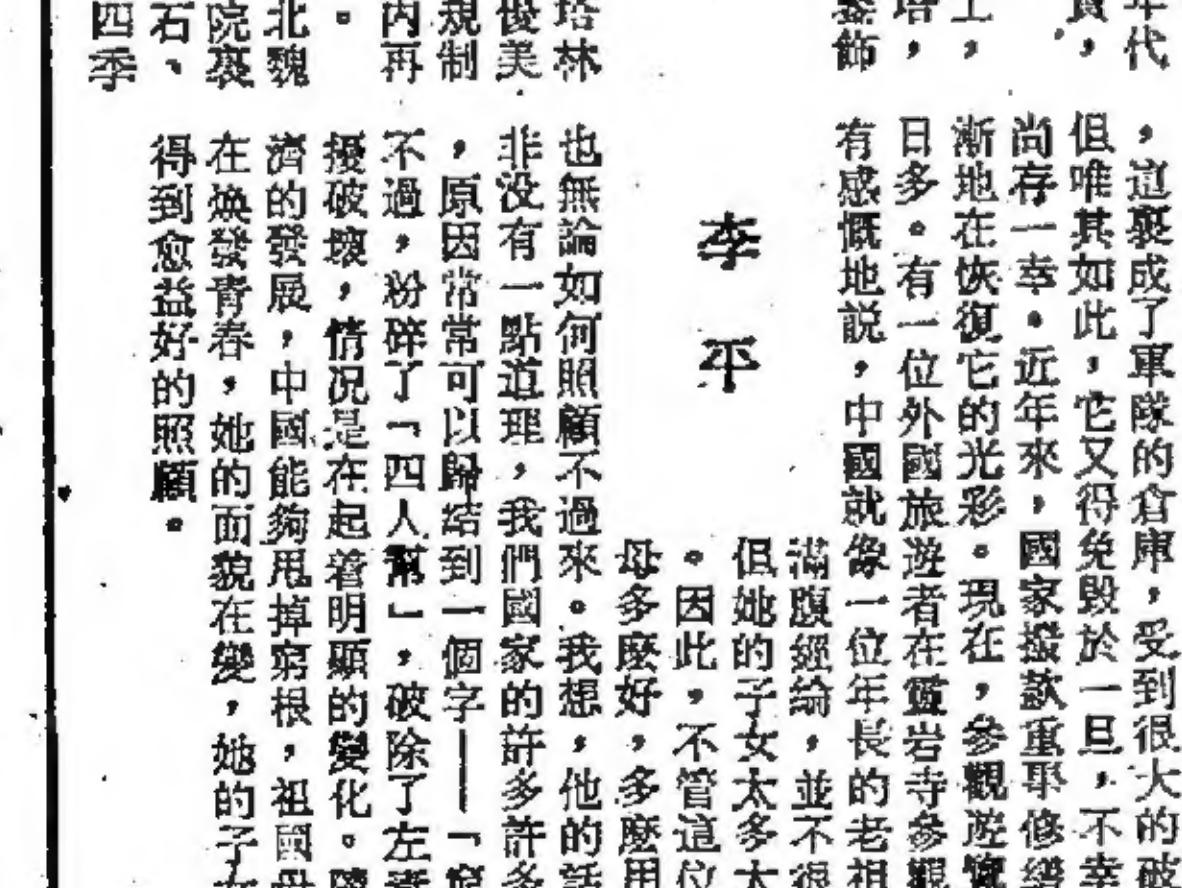 年代
，這裏成了軍隊的倉庫，受到很大的破
但唯其如此，它又得免毀於一旦，不幸
尚存一幸。近年來，國家撥款重耶修繕
上，
漸地在恢復它的光彩。現在，參觀遊覽
日多。有一位外國旅遊者在靈岩寺參觀
飾
有感慨地説，中國就像一位年長的老祖
滿腹經綸，並不很
但她的子女太多太
。因此，不管這位
母多麼好，多麼用
李平
塔林
也無論如何照顧不過來。我想，他的話
優美
非没有一點道理，我們國家的許多許多
規制
，原因常常可以歸結到一個字——「窮
内再
不過，粉碎了「四人幫」，破除了左
。
擾破壞，情況是在起着明顯的變化。
北魏
濟的發展，中國能夠甩掉窮根，祖國母
院裏
在煥發青春，她的面貌在變，她的子女
石、
得到愈益好的照顧。
四季